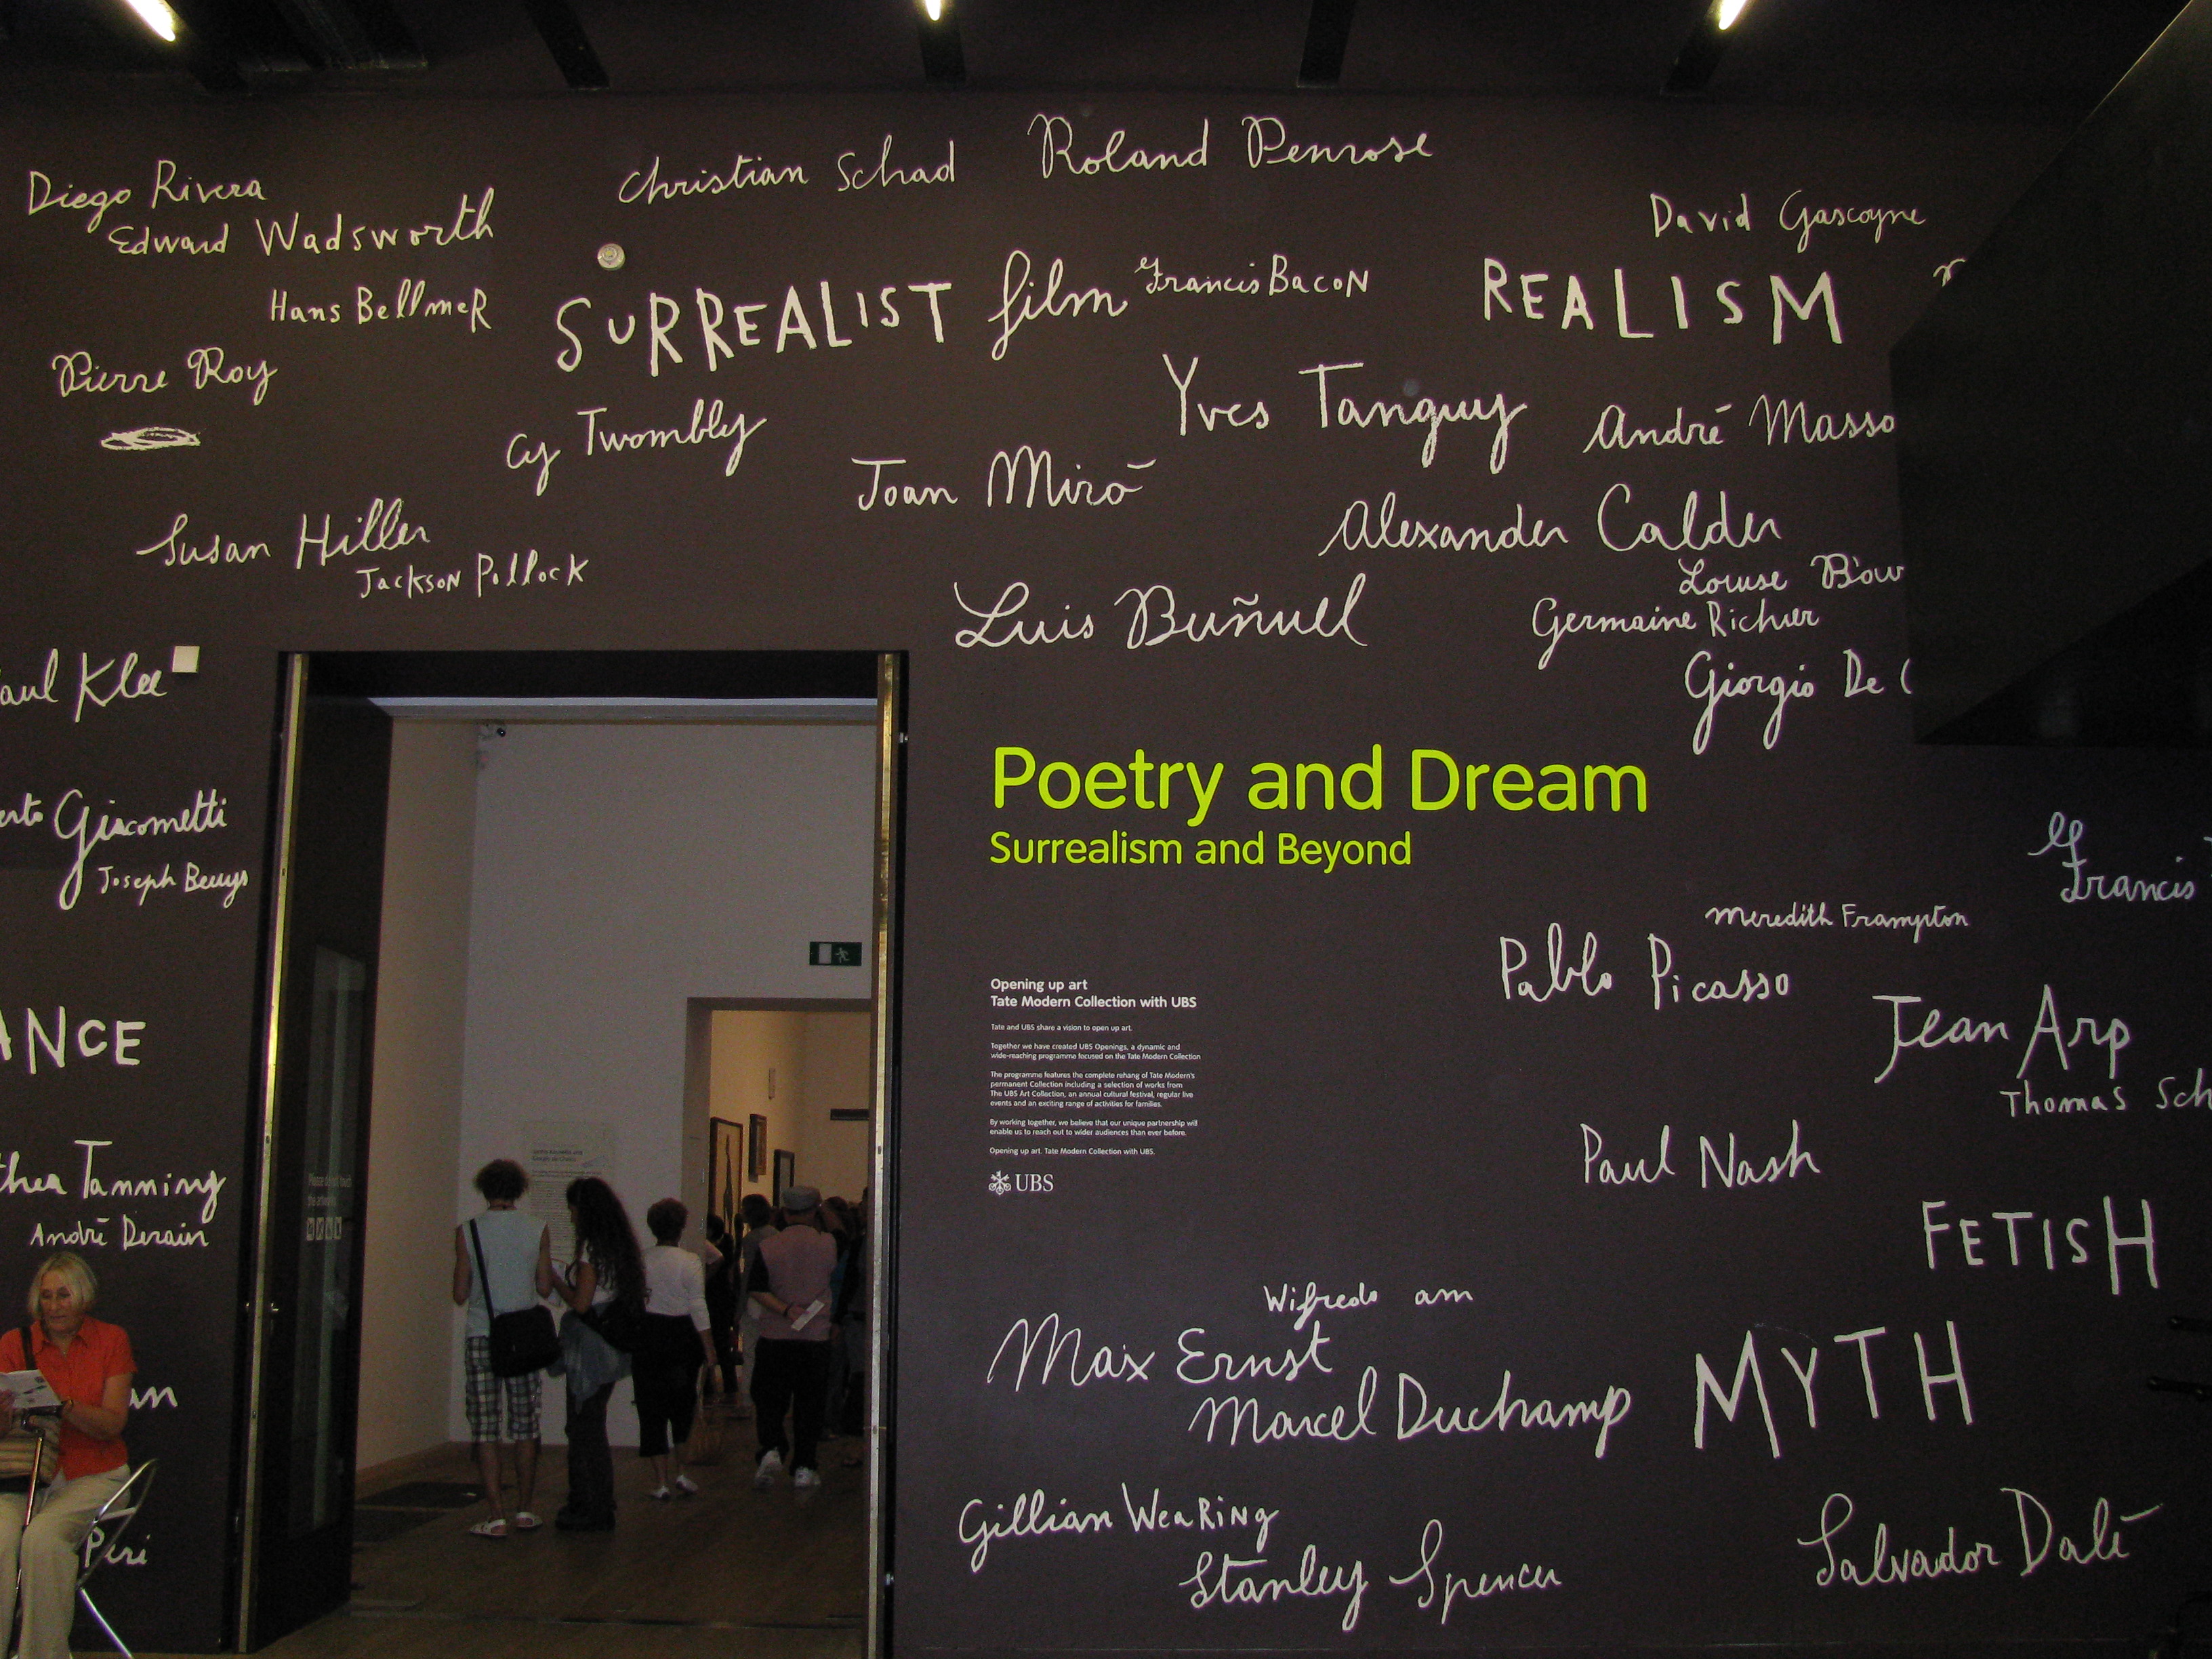 Diego Rivera
Edward Wadsworth
Hans Bellmer
Pierre Roy
Christian Schad
Roland Penrose
David Gascoyne
SURREALIST film
Francis Bacon
REALISM
Cy Twombly
Yves Tanguy
André Masso
Joan Miró
Susan Hiller
Jackson Pollock
Alexander Calder
Louise Bou
Germaine Richier
Luis Buñuel
Giorgio De C
aul Klee
erto Giacometti
Joseph Beuys
ANCE
thea Tanning
André Derain
an
Peri
Poetry and Dream
Surrealism and Beyond
Opening up art
Tate Modern Collection with UBS
Tate and UBS share a vision to open up art.
Together we have created UBS Openings, a dynamic and
wide-reaching programme focused on the Tate Modern Collection
The programme features the complete rehang of Tate Modern's
permanent Collection including a selection of works from
The UBS Art Collection, an annual cultural festival, regular live
events and an exciting range of activities for families.
By working together, we believe that our unique partnership will
enable us to reach out to wider audiences than ever before.
Opening up art. Tate Modern Collection with UBS.
UBS
Francis
Meredith Frampton
Pablo Picasso
Jean Arp
Thomas Sch
Paul Nash
FETISH
Wifredo am
Max Ernst
Marcel Duchamp
MYTH
Gillian Wearing
Stanley Spencer
Salvador Dalí
Please do not touch
the artworks